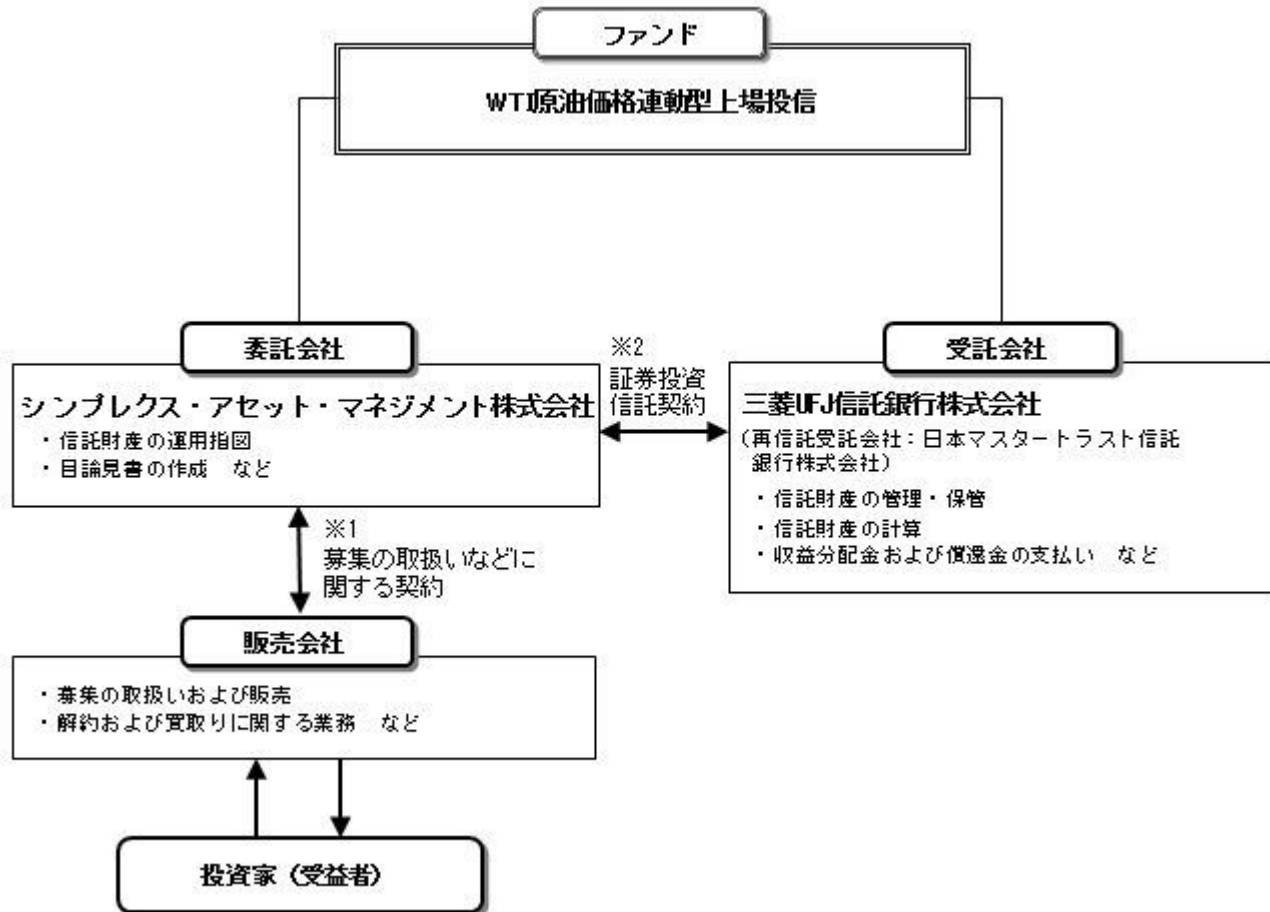 ファンド
WTI原油価格連動型上場投信
委託会社
シンプレクス・アセット・マネジメント株式会社
・信託財産の運用指図
・目論見書の作成 など
※2
証券投資
信託契約
受託会社
三菱UFJ信託銀行株式会社
(再信託受託会社：日本マスタートラスト信託
銀行株式会社)
・信託財産の管理・保管
・信託財産の計算
・収益分配金および償還金の支払い など
※1
募集の取扱いなどに
関する契約
販売会社
・募集の取扱いおよび販売
・解約および買取りに関する業務 など
投資家（受益者）